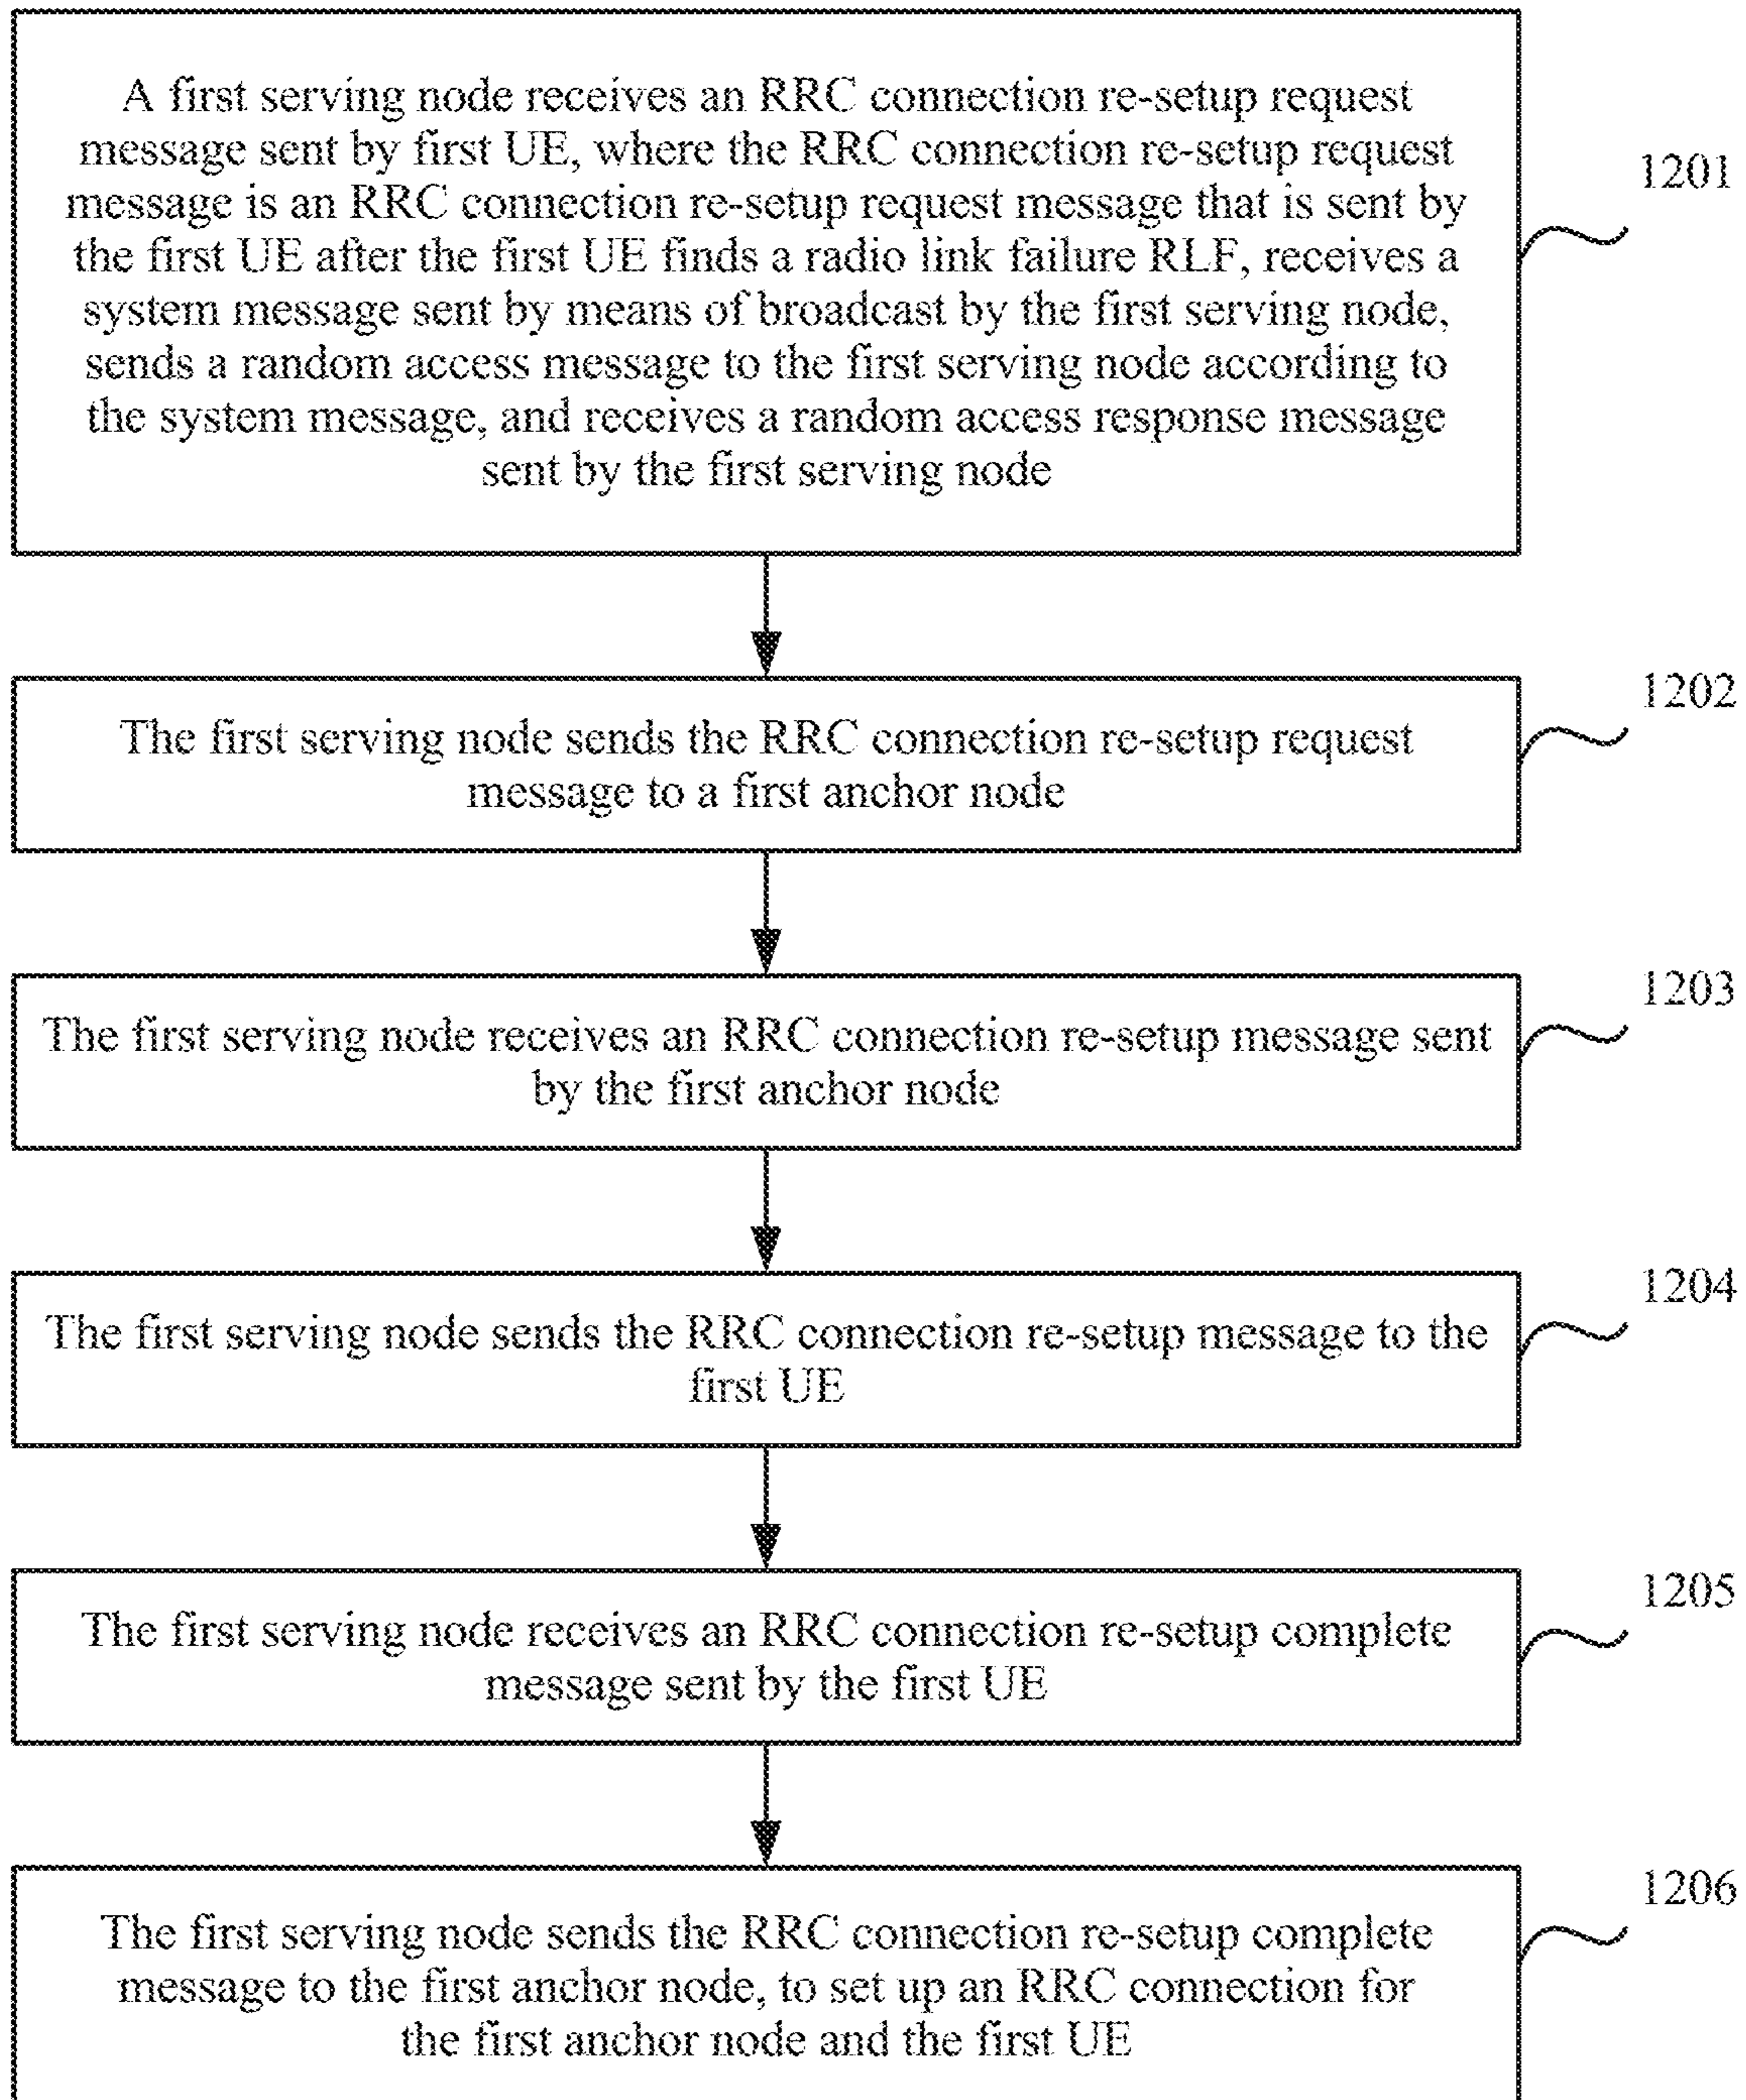 A first serving node receives an RRC connection re-setup request
message sent by first UE, where the RRC connection re-setup request
message is an RRC connection re-setup request message that is sent by
the first UE after the first UE finds a radio link failure RLF, receives a
system message sent by means of broadcast by the first serving node,
sends a random access message to the first serving node according to
the system message, and receives a random access response message
sent by the first serving node
1201
The first serving node sends the RRC connection re-setup request
message to a first anchor node
1202
The first serving node receives an RRC connection re-setup message sent
by the first anchor node
1203
The first serving node sends the RRC connection re-setup message to the
first UE
1204
The first serving node receives an RRC connection re-setup complete
message sent by the first UE
1205
The first serving node sends the RRC connection re-setup complete
message to the first anchor node, to set up an RRC connection for
the first anchor node and the first UE
1206